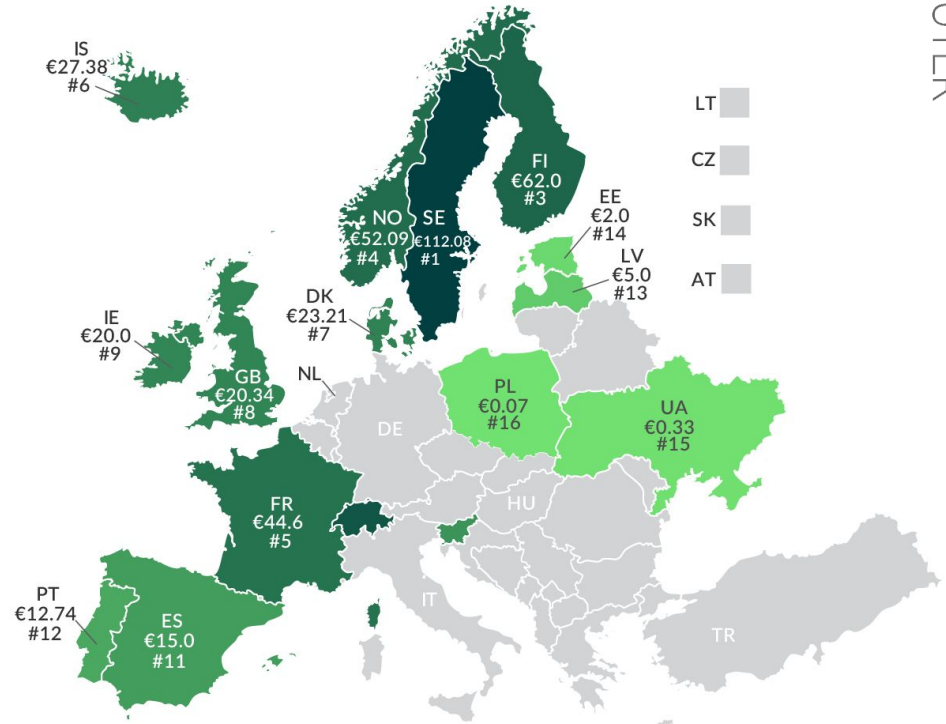 IS
€27.38
#6
LT
CZ
SK
AT
FI
€62.0
#3
NO
€52.09
#4
SE
€112.08
#1
EE
€2.0
#14
LV
€5.0
#13
DK
€23.21
#7
IE
€20.0
#9
GB
€20.34
#8
NL
DE
PL
€0.07
#16
UA
€0.33
#15
FR
€44.6
#5
HU
IT
TR
PT
€12.74
#12
ES
€15.0
#11